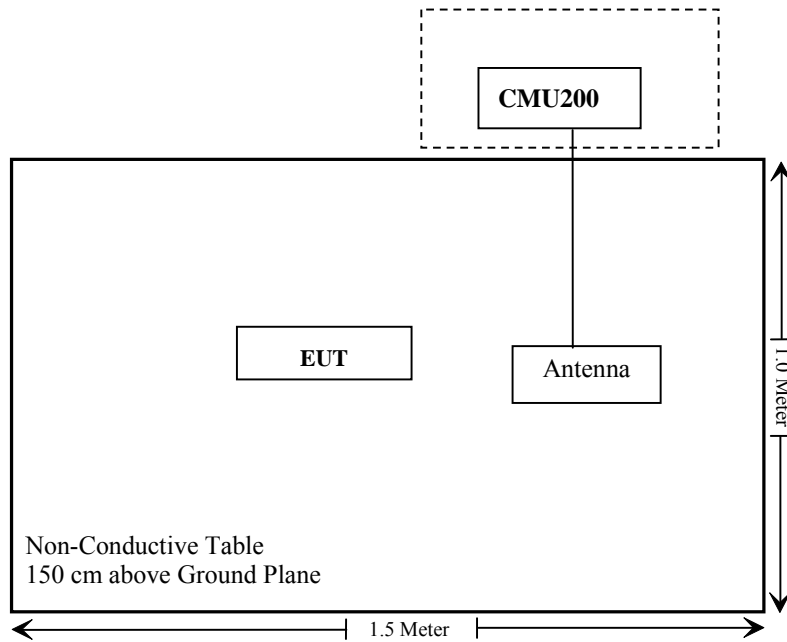 CMU200
EUT
Antenna
1.0 Meter
Non-Conductive Table
150 cm above Ground Plane
1.5 Meter